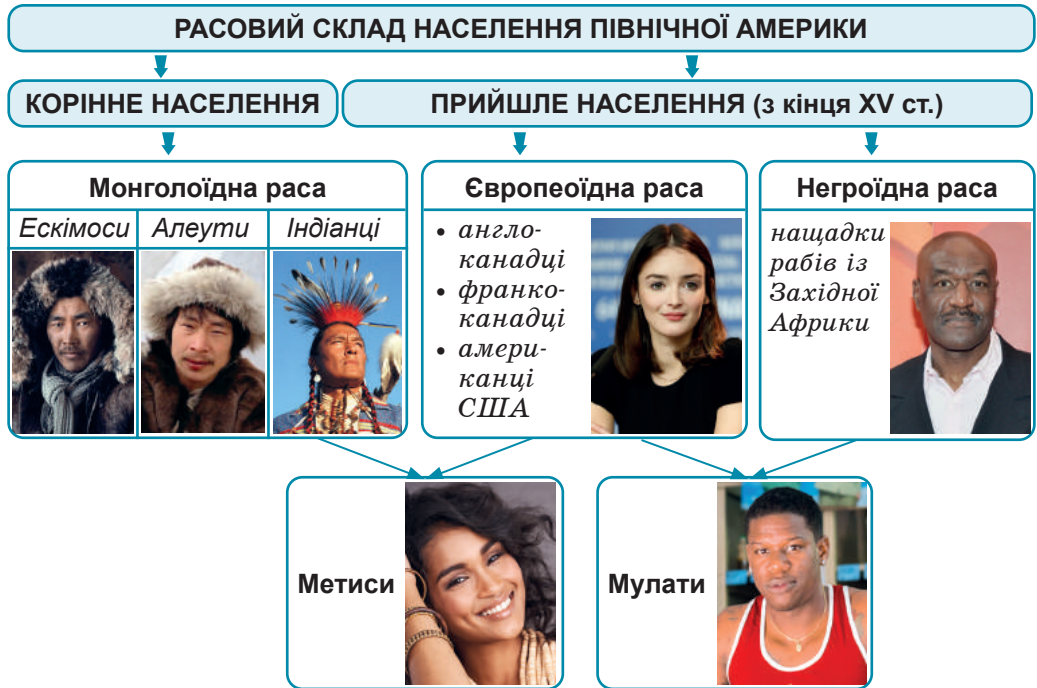 РАСОВИЙ СКЛАД НАСЕЛЕННЯ ПІВНІЧНОЇ АМЕРИКИ
КОРІННЕ НАСЕЛЕННЯ
ПРИЙШЛЕ НАСЕЛЕННЯ (з кінця XV ст.)
Монголоїдна раса
Ескімоси
Алеути
Індіанці
Європеоїдна раса
• англо-
канадці
• франко-
канадці
• амери-
канці
США
Негроїдна раса
нащадки
рабів із
Західної
Африки
Метиси
Мулати